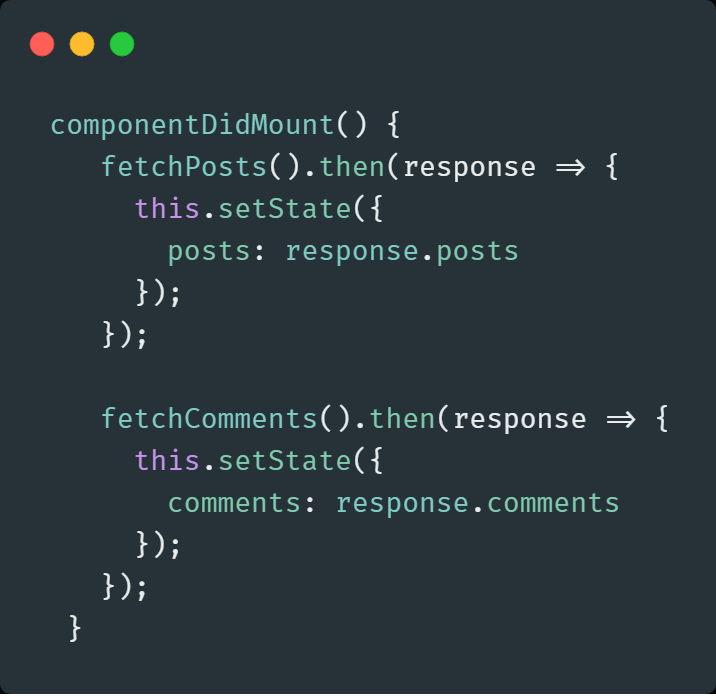 componentDidMount() {
fetchPosts().then(response => {
this.setState({
posts: response.posts
});
});
fetchComments().then(response => {
this.setState({
comments: response.comments
});
});
}